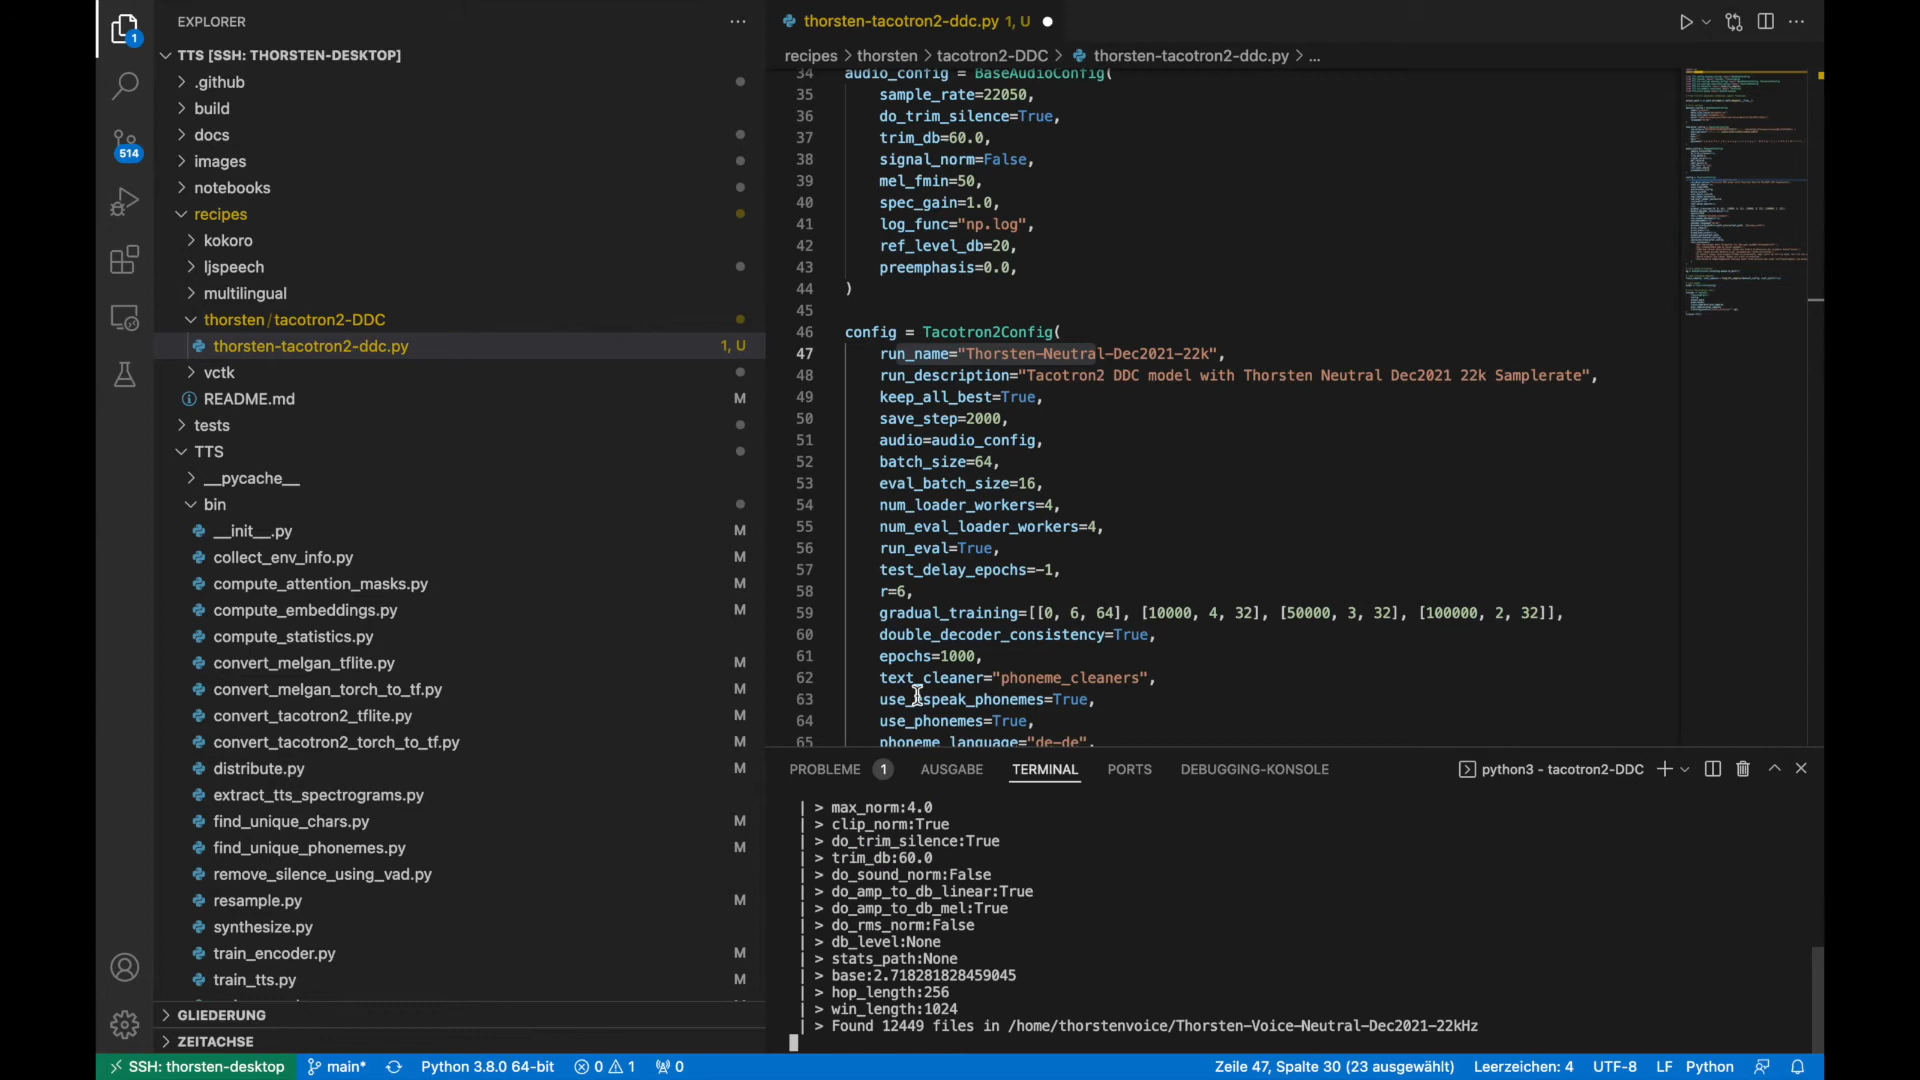 EXPLORER
TTS [SSH: THORSTEN-DESKTOP]
.github
build
docs
images
notebooks
recipes
kokoro
ljspeech
multilingual
thorsten / tacotron2-DDC
thorsten-tacotron2-ddc.py 1, U
vctk
README.md M
tests
TTS
__pycache__
bin
__init__.py M
collect_env_info.py M
compute_attention_masks.py M
compute_embeddings.py M
compute_statistics.py
convert_melgan_tflite.py M
convert_melgan_torch_to_tf.py M
convert_tacotron2_tflite.py M
convert_tacotron2_torch_to_tf.py M
distribute.py M
extract_tts_spectrograms.py
find_unique_chars.py M
find_unique_phonemes.py M
remove_silence_using_vad.py
resample.py M
synthesize.py
train_encoder.py M
train_tts.py M
GLIEDERUNG
ZEITACHSE
1
514
thorsten-tacotron2-ddc.py 1, U
recipes > thorsten > tacotron2-DDC > thorsten-tacotron2-ddc.py > ...
34 audio_config = BaseAudioConfig(
35 sample_rate=22050,
36 do_trim_silence=True,
37 trim_db=60.0,
38 signal_norm=False,
39 mel_fmin=50,
40 spec_gain=1.0,
41 log_func="np.log",
42 ref_level_db=20,
43 preemphasis=0.0,
44 )
45
46 config = Tacotron2Config(
47 run_name="Thorsten-Neutral-Dec2021-22k",
48 run_description="Tacotron2 DDC model with Thorsten Neutral Dec2021 22k Samplerate",
49 keep_all_best=True,
50 save_step=2000,
51 audio=audio_config,
52 batch_size=64,
53 eval_batch_size=16,
54 num_loader_workers=4,
55 num_eval_loader_workers=4,
56 run_eval=True,
57 test_delay_epochs=-1,
58 r=6,
59 gradual_training=[[0, 6, 64], [10000, 4, 32], [50000, 3, 32], [100000, 2, 32]],
60 double_decoder_consistency=True,
61 epochs=1000,
62 text_cleaner="phoneme_cleaners",
63 use_espeak_phonemes=True,
64 use_phonemes=True,
65 phoneme_language="de-de",
PROBLEME 1 AUSGABE TERMINAL PORTS DEBUGGING-KONSOLE python3 - tacotron2-DDC
| > max_norm:4.0
| > clip_norm:True
| > do_trim_silence:True
| > trim_db:60.0
| > do_sound_norm:False
| > do_amp_to_db_linear:True
| > do_amp_to_db_mel:True
| > do_rms_norm:False
| > db_level:None
| > stats_path:None
| > base:2.718281828459045
| > hop_length:256
| > win_length:1024
| > Found 12449 files in /home/thorstenvoice/Thorsten-Voice-Neutral-Dec2021-22kHz
SSH: thorsten-desktop main* Python 3.8.0 64-bit 0 1 0 Zeile 47, Spalte 30 (23 ausgewählt) Leerzeichen: 4 UTF-8 LF Python